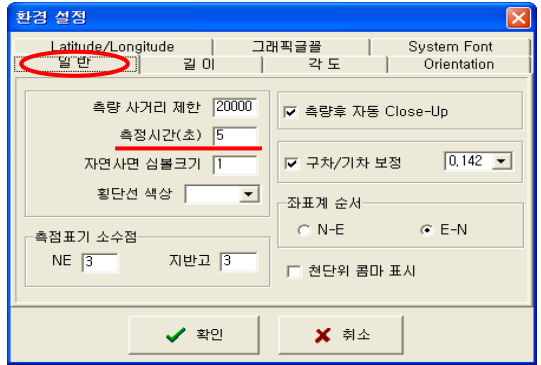 환경 설정
Latitude/Longitude 그래픽글꼴 System Font
일 반 길 이 각 도 Orientation
측량 사거리 제한 20000
측정시간(초) 5
자연사면 심볼크기 1
횡단선 색상
측점표기 소수점
NE 3 지반고 3
측량후 자동 Close-Up
구차/기차 보정 0,142
좌표계 순서
N-E E-N
천단위 콤마 표시
확인 취소